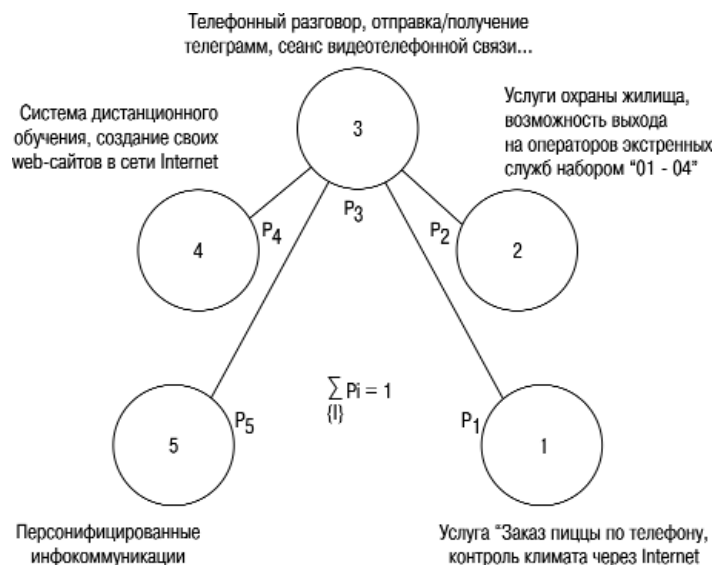 Телефонный разговор, отправка/получение
телеграмм, сеанс видеотелефонной связи...
3
Система дистанционного
обучения, создание своих
web-сайтов в сети Internet
Услуги охраны жилища,
возможность выхода
на операторов экстренных
служб набором "01 - 04"
P3
P4
P2
4
2
∑ Pi = 1
{I}
P5
P1
5
1
Персонифицированные
инфокоммуникации
Услуга "Заказ пиццы по телефону,
контроль климата через Internet